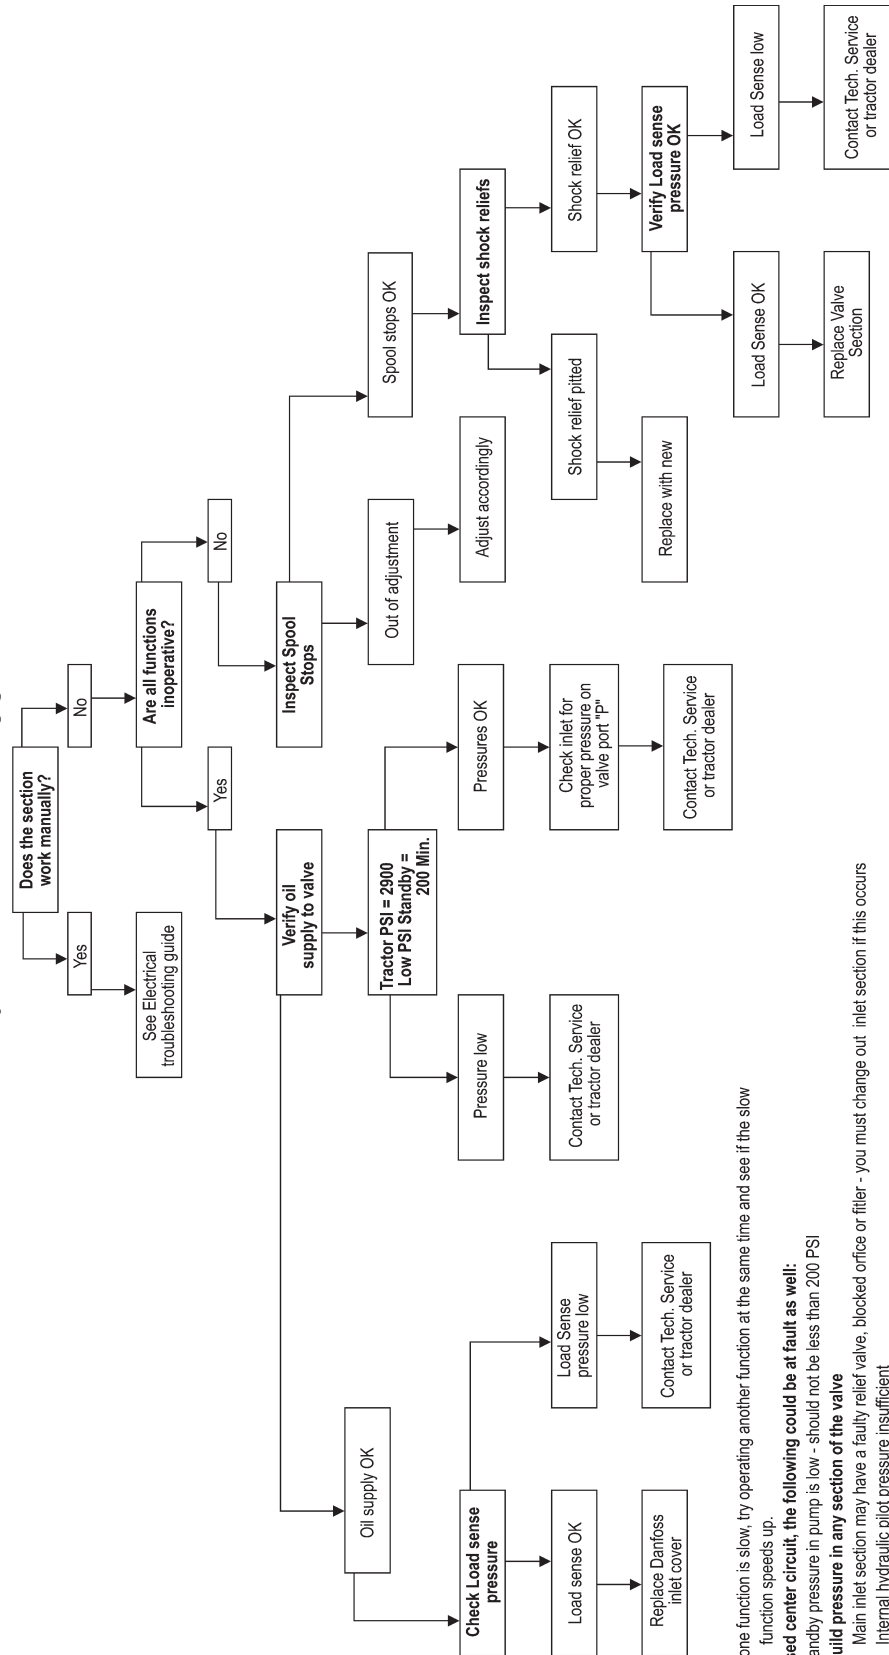 Does the section
work manually?
Yes
No
See Electrical
troubleshooting guide
Are all functions
inoperative?
Yes
No
Verify oil
supply to valve
Inspect Spool
Stops
Oil supply OK
Tractor PSI = 2900
Low PSI Standby =
200 Min.
Out of adjustment
Spool stops OK
Check Load sense
pressure
Pressure low
Pressures OK
Adjust accordingly
Inspect shock reliefs
Load sense OK
Load Sense
pressure low
Contact Tech. Service
or tractor dealer
Check inlet for
proper pressure on
valve port "P"
Shock relief pitted
Shock relief OK
Replace Danfoss
inlet cover
Contact Tech. Service
or tractor dealer
Contact Tech. Service
or tractor dealer
Replace with new
Verify Load sense
pressure OK
Load Sense OK
Load Sense low
Replace Valve
Section
Contact Tech. Service
or tractor dealer
one function is slow, try operating another function at the same time and see if the slow
function speeds up.
sed center circuit, the following could be at fault as well:
andby pressure in pump is low - should not be less than 200 PSI
uild pressure in any section of the valve
Main inlet section may have a faulty relief valve, blocked orfice or fitler - you must change out inlet section if this occurs
Internal hydraulic pilot pressure insufficient